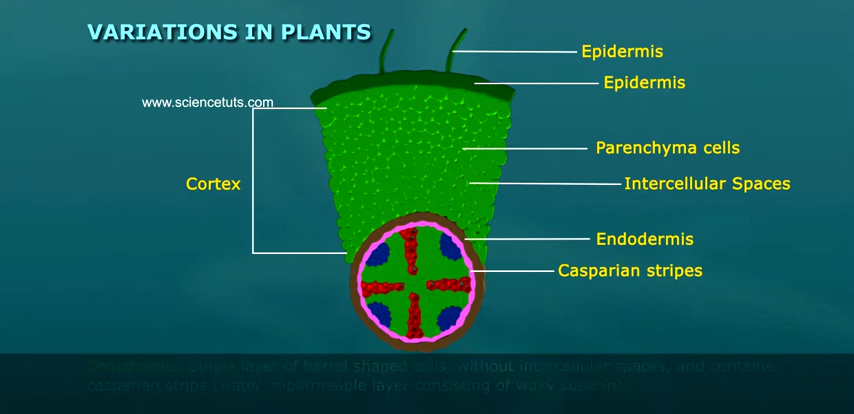 VARIATIONS IN PLANTS
Epidermis
Epidermis
www.sciencetuts.com
Parenchyma cells
Cortex
Intercellular Spaces
Endodermis
Casparian stripes
Endodermis: Single layer of barrel shaped cells, without intercellular spaces, and contains
casparian strips (water impermeable layer consisting of waxy suberin)